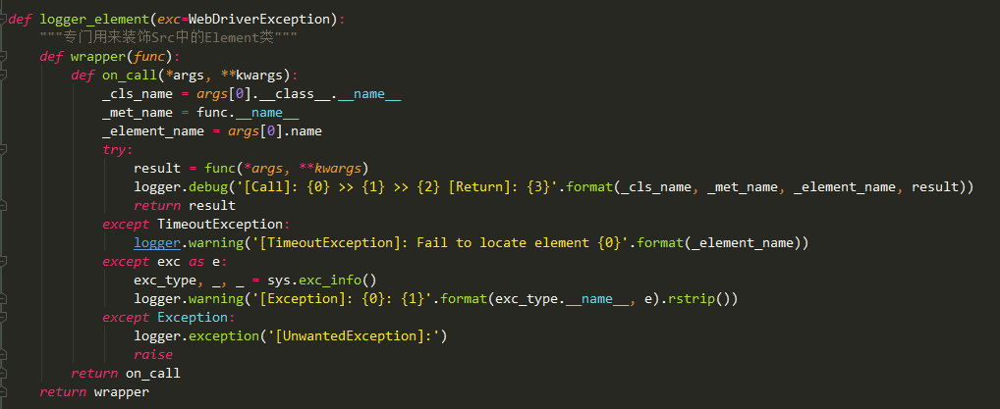 def logger_element(exc=WebDriverException):
    """专门用来装饰Src中的Element类"""
    def wrapper(func):
        def on_call(*args, **kwargs):
            _cls_name = args[0].__class__.__name__
            _met_name = func.__name__
            _element_name = args[0].name
            try:
                result = func(*args, **kwargs)
                logger.debug('[Call]: {0} >> {1} >> {2} [Return]: {3}'.format(_cls_name, _met_name, _element_name, result))
                return result
            except TimeoutException:
                logger.warning('[TimeoutException]: Fail to locate element {0}'.format(_element_name))
            except exc as e:
                exc_type, _, _ = sys.exc_info()
                logger.warning('[Exception]: {0}: {1}'.format(exc_type.__name__, e).rstrip())
            except Exception:
                logger.exception('[UnwantedException]:')
                raise
        return on_call
    return wrapper